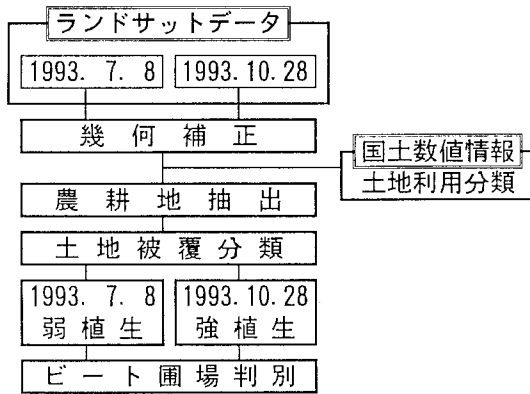 ランドサットデータ
1993. 7. 8
1993.10.28
幾何補正
国土数値情報
土地利用分類
農耕地抽出
土地被覆分類
1993. 7. 8
弱植生
1993.10.28
強植生
ビート圃場判別